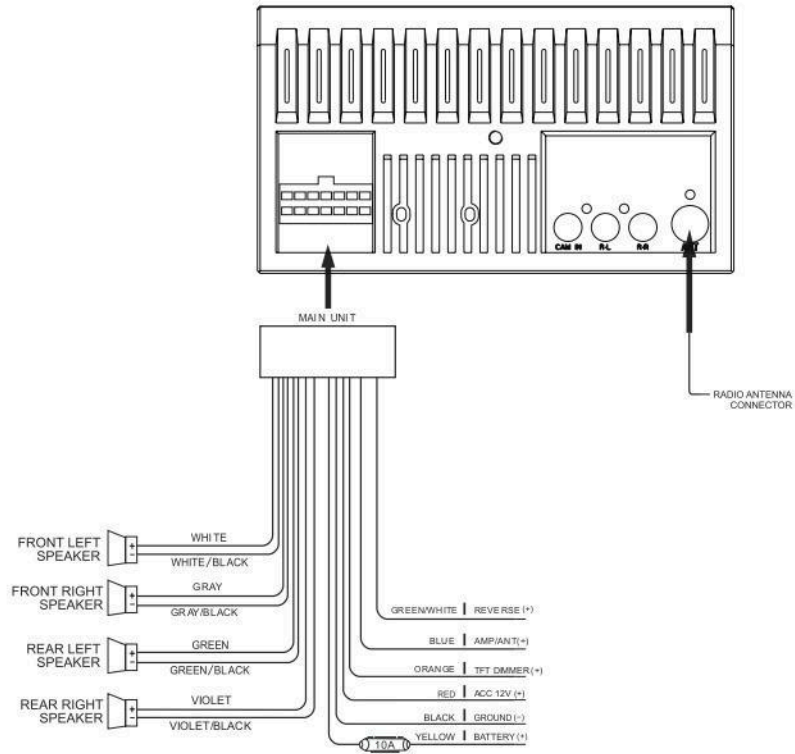 CAM IN R-L R-R ANT
MAIN UNIT
RADIO ANTENNA
CONNECTOR
FRONT LEFT
SPEAKER
+
−
WHITE
WHITE/BLACK
FRONT RIGHT
SPEAKER
+
−
GRAY
GRAY/BLACK
REAR LEFT
SPEAKER
+
−
GREEN
GREEN/BLACK
REAR RIGHT
SPEAKER
+
−
VIOLET
VIOLET/BLACK
GREEN/WHITE | REVERSE (+)
BLUE | AMP/ANT(+)
ORANGE | TFT DIMMER(+)
RED | ACC 12V (+)
BLACK | GROUND (−)
10A YELLOW | BATTERY (+)